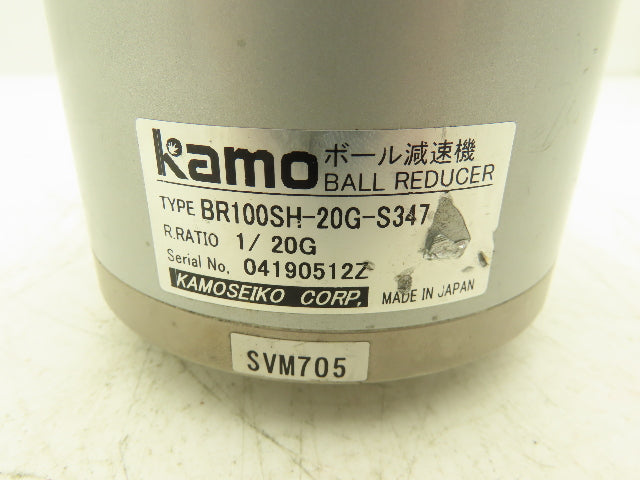 Kamo ボール減速機
BALL REDUCER
TYPE BR100SH-20G-S347
R.RATIO 1/ 20G
Serial No. 04190512Z
KAMOSEIKO CORP. MADE IN JAPAN
SVM705